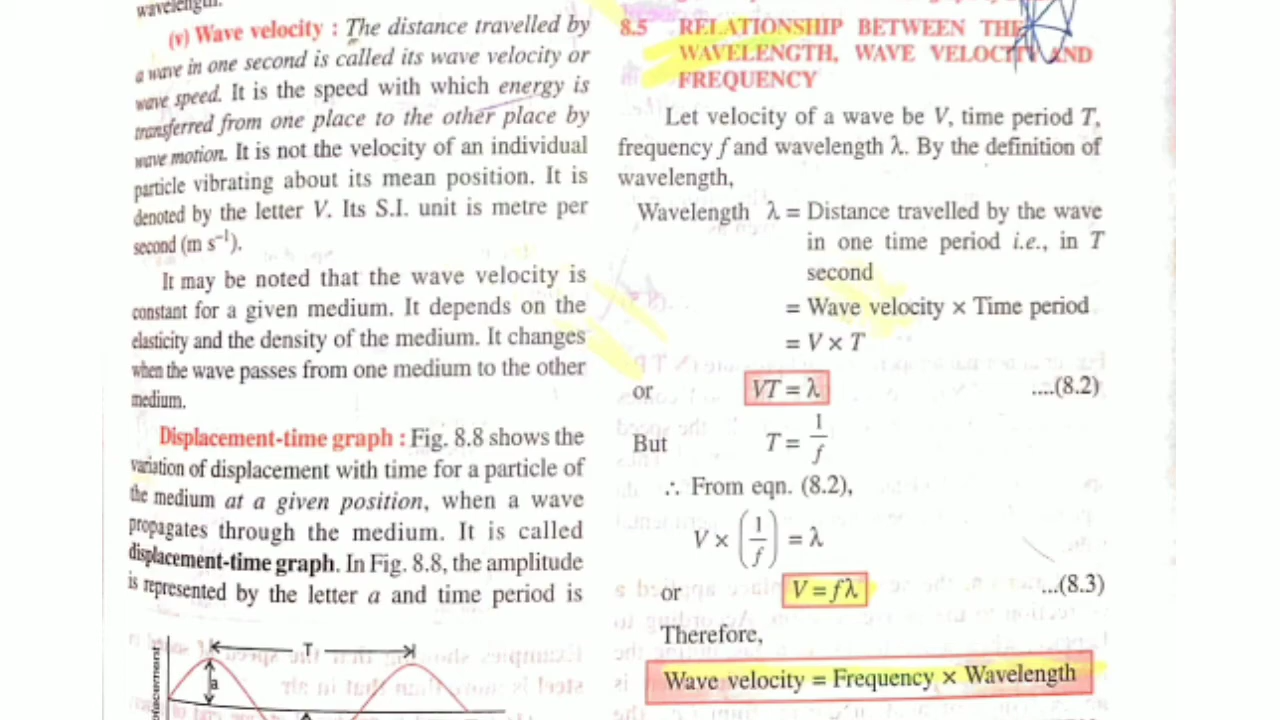 wavelength.
(v) Wave velocity : The distance travelled by
a wave in one second is called its wave velocity or
wave speed. It is the speed with which energy is
transferred from one place to the other place by
wave motion. It is not the velocity of an individual
particle vibrating about its mean position. It is
denoted by the letter V. Its S.I. unit is metre per
second (m s⁻¹).
It may be noted that the wave velocity is
constant for a given medium. It depends on the
elasticity and the density of the medium. It changes
when the wave passes from one medium to the other
medium.
Displacement-time graph : Fig. 8.8 shows the
variation of displacement with time for a particle of
the medium at a given position, when a wave
propagates through the medium. It is called
displacement-time graph. In Fig. 8.8, the amplitude
is represented by the letter a and time period is
T
a
8.5 RELATIONSHIP BETWEEN THE
WAVELENGTH, WAVE VELOCITY AND
FREQUENCY
Let velocity of a wave be V, time period T,
frequency f and wavelength λ. By the definition of
wavelength,
Wavelength λ = Distance travelled by the wave
in one time period i.e., in T
second
= Wave velocity × Time period
= V × T
or VT = λ ....(8.2)
But T = 1/f
∴ From eqn. (8.2),
V × (1/f) = λ
or V = fλ ...(8.3)
Therefore,
Wave velocity = Frequency × Wavelength